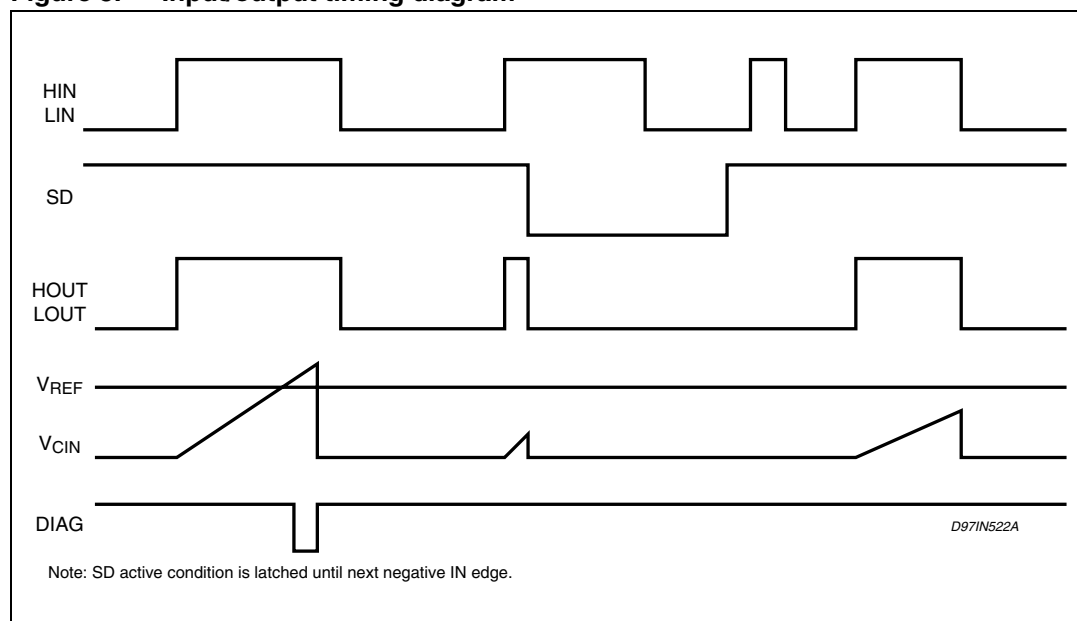 HIN
LIN
SD
HOUT
LOUT
VREF
VCIN
DIAG
D97IN522A
Note: SD active condition is latched until next negative IN edge.